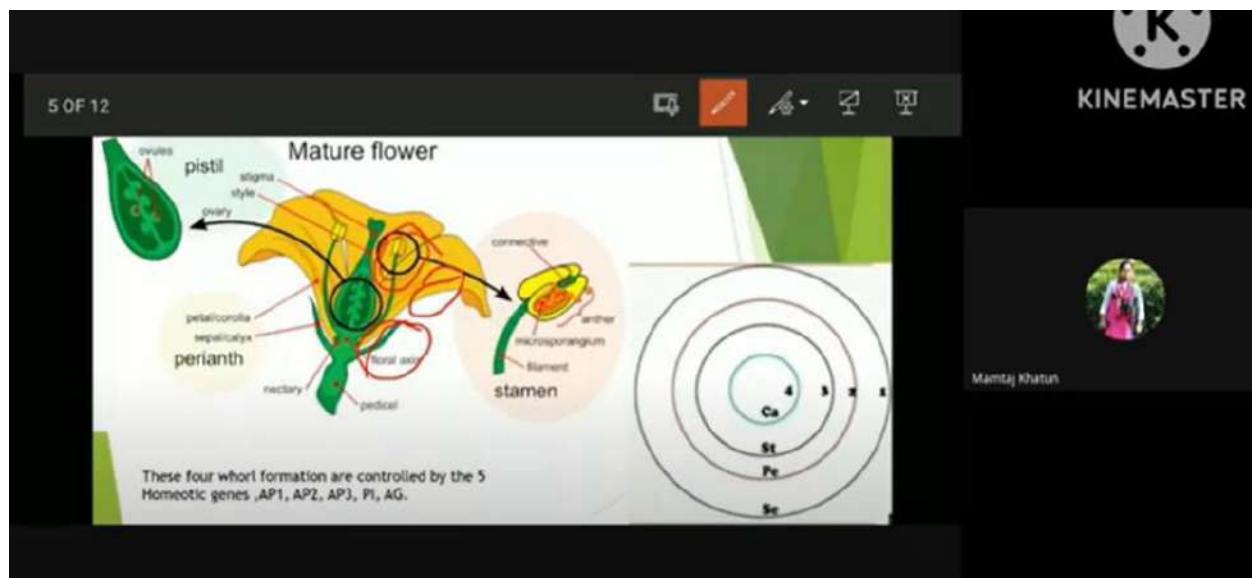 K
KINEMASTER
5 OF 12
Mature flower
ovules
pistil
stigma
style
ovary
connective
petal/corolla
sepal/calyx
perianth
anther
microsporangium
floral axis
filament
nectary
pedicel
stamen
4 3 2 1
Ca
St
Pe
Se
These four whorl formation are controlled by the 5
Homeotic genes ,AP1, AP2, AP3, PI, AG.
Mamtaj Khatun